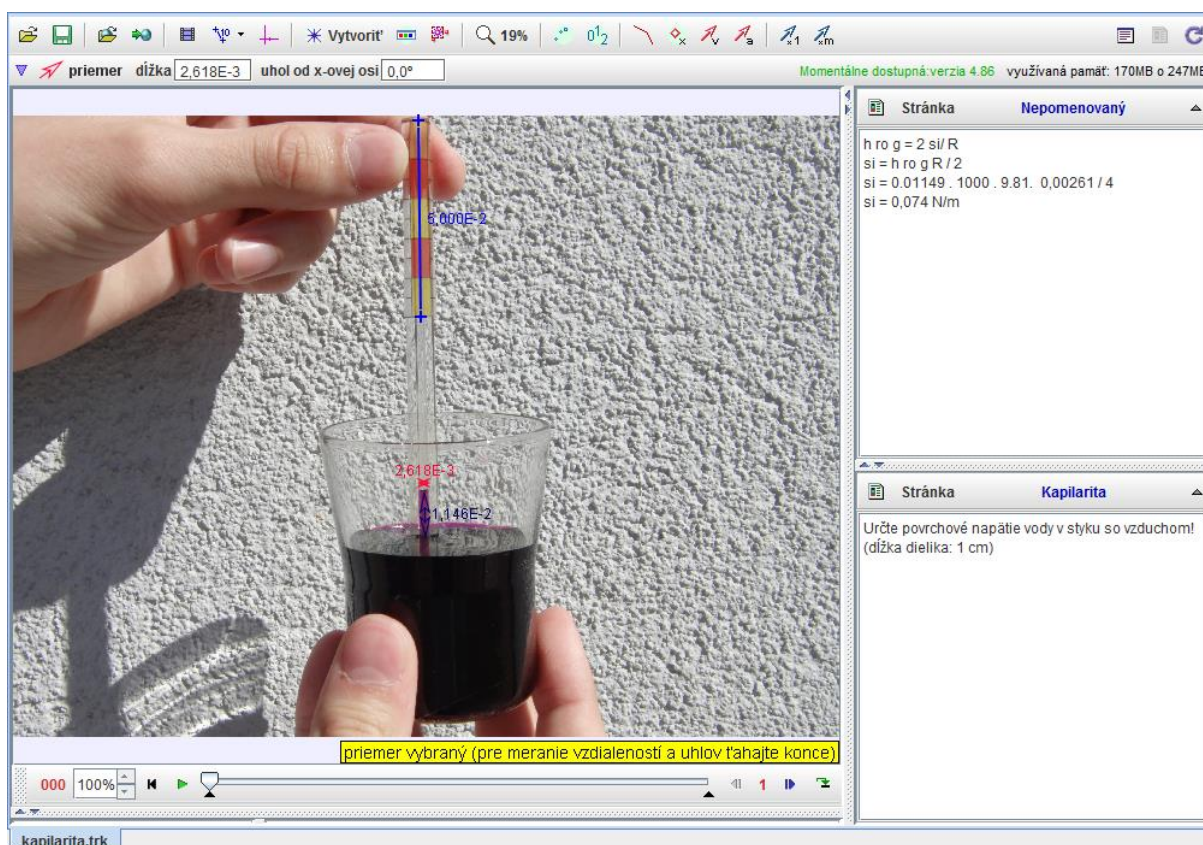 Vytvoriť 19%
priemer dĺžka 2,618E-3 uhol od x-ovej osi 0,0° Momentálne dostupná:verzia 4.86 využívaná pamäť: 170MB o 247MB
5,000E-2
2,618E-3
1,146E-2
priemer vybraný (pre meranie vzdialeností a uhlov ťahajte konce)
000 100% 1
Stránka Nepomenovaný
h ro g = 2 si/ R
si = h ro g R / 2
si = 0.01149 . 1000 . 9.81. 0,00261 / 4
si = 0,074 N/m
Stránka Kapilarita
Určte povrchové napätie vody v styku so vzduchom!
(dĺžka dielika: 1 cm)
kapilarita.trk